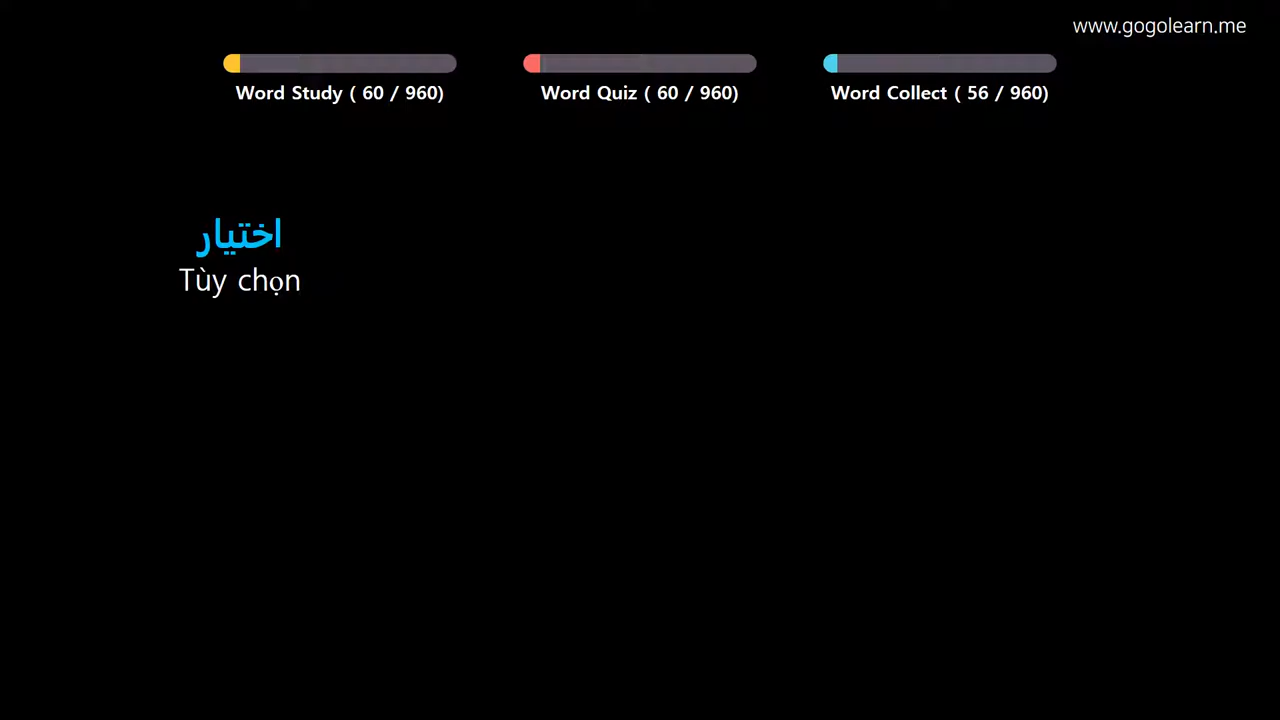 www.gogolearn.me
Word Study ( 60 / 960)
Word Quiz ( 60 / 960)
Word Collect ( 56 / 960)
اختيار
Tùy chọn